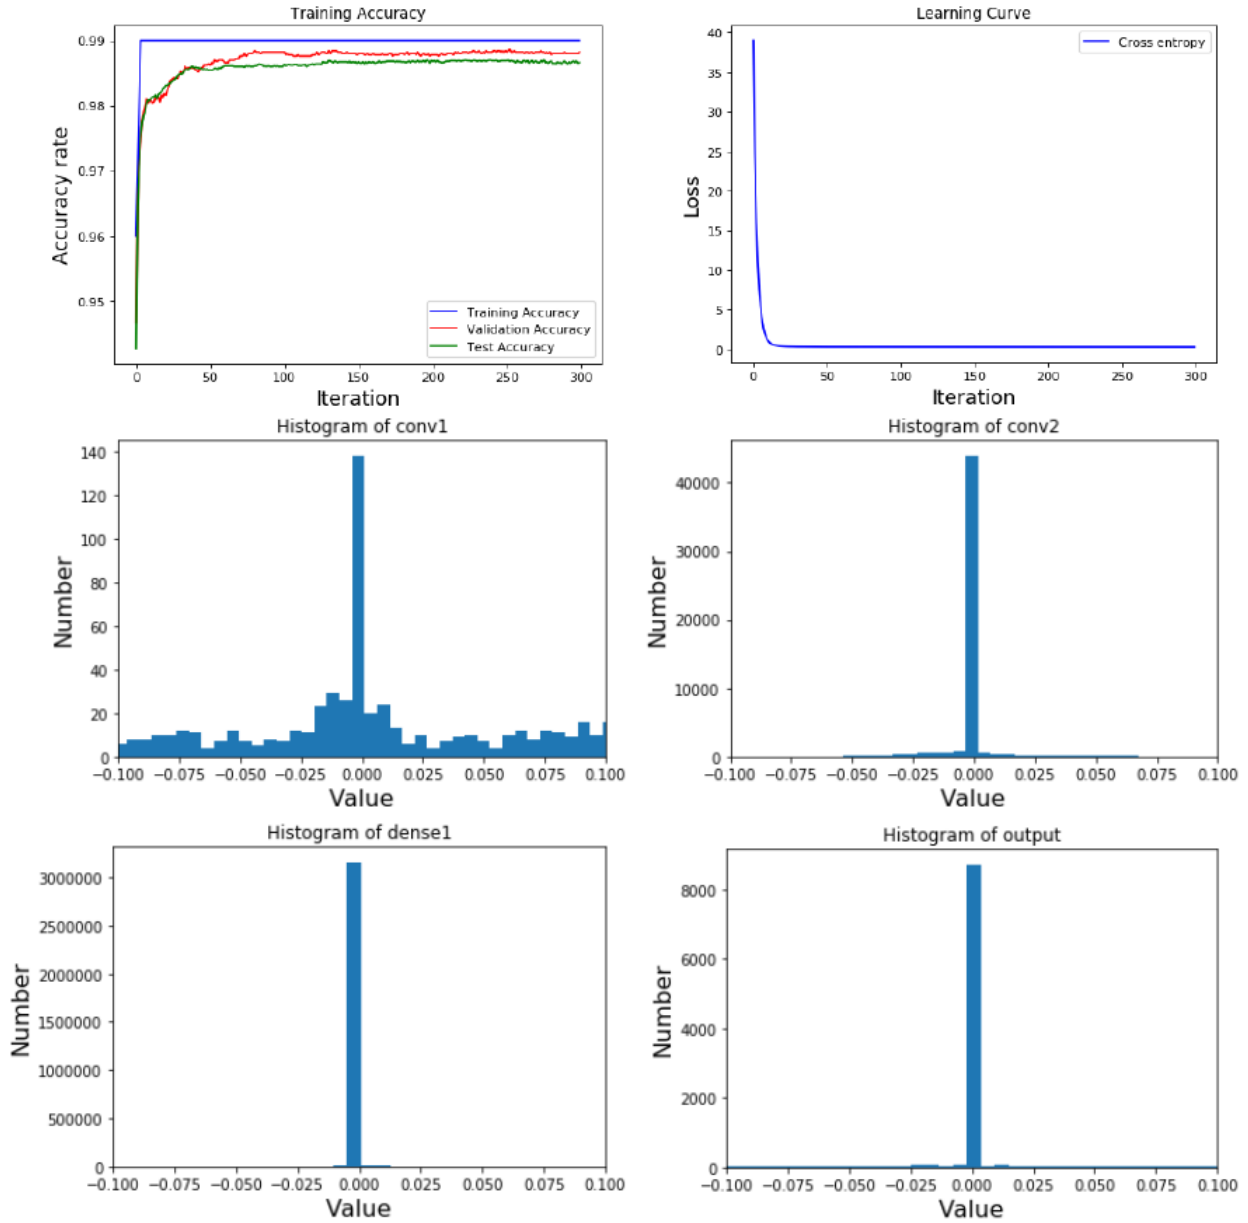 Training Accuracy
0.99
0.98
0.97
0.96
0.95
Accuracy rate
Training Accuracy
Validation Accuracy
Test Accuracy
0 50 100 150 200 250 300
Iteration
Learning Curve
40
35
30
25
20
15
10
5
0
Loss
Cross entropy
0 50 100 150 200 250 300
Iteration
Histogram of conv1
140
120
100
80
60
40
20
0
Number
−0.100 −0.075 −0.050 −0.025 0.000 0.025 0.050 0.075 0.100
Value
Histogram of conv2
40000
30000
20000
10000
0
Number
−0.100 −0.075 −0.050 −0.025 0.000 0.025 0.050 0.075 0.100
Value
Histogram of dense1
3000000
2500000
2000000
1500000
1000000
500000
0
Number
−0.100 −0.075 −0.050 −0.025 0.000 0.025 0.050 0.075 0.100
Value
Histogram of output
8000
6000
4000
2000
0
Number
−0.100 −0.075 −0.050 −0.025 0.000 0.025 0.050 0.075 0.100
Value